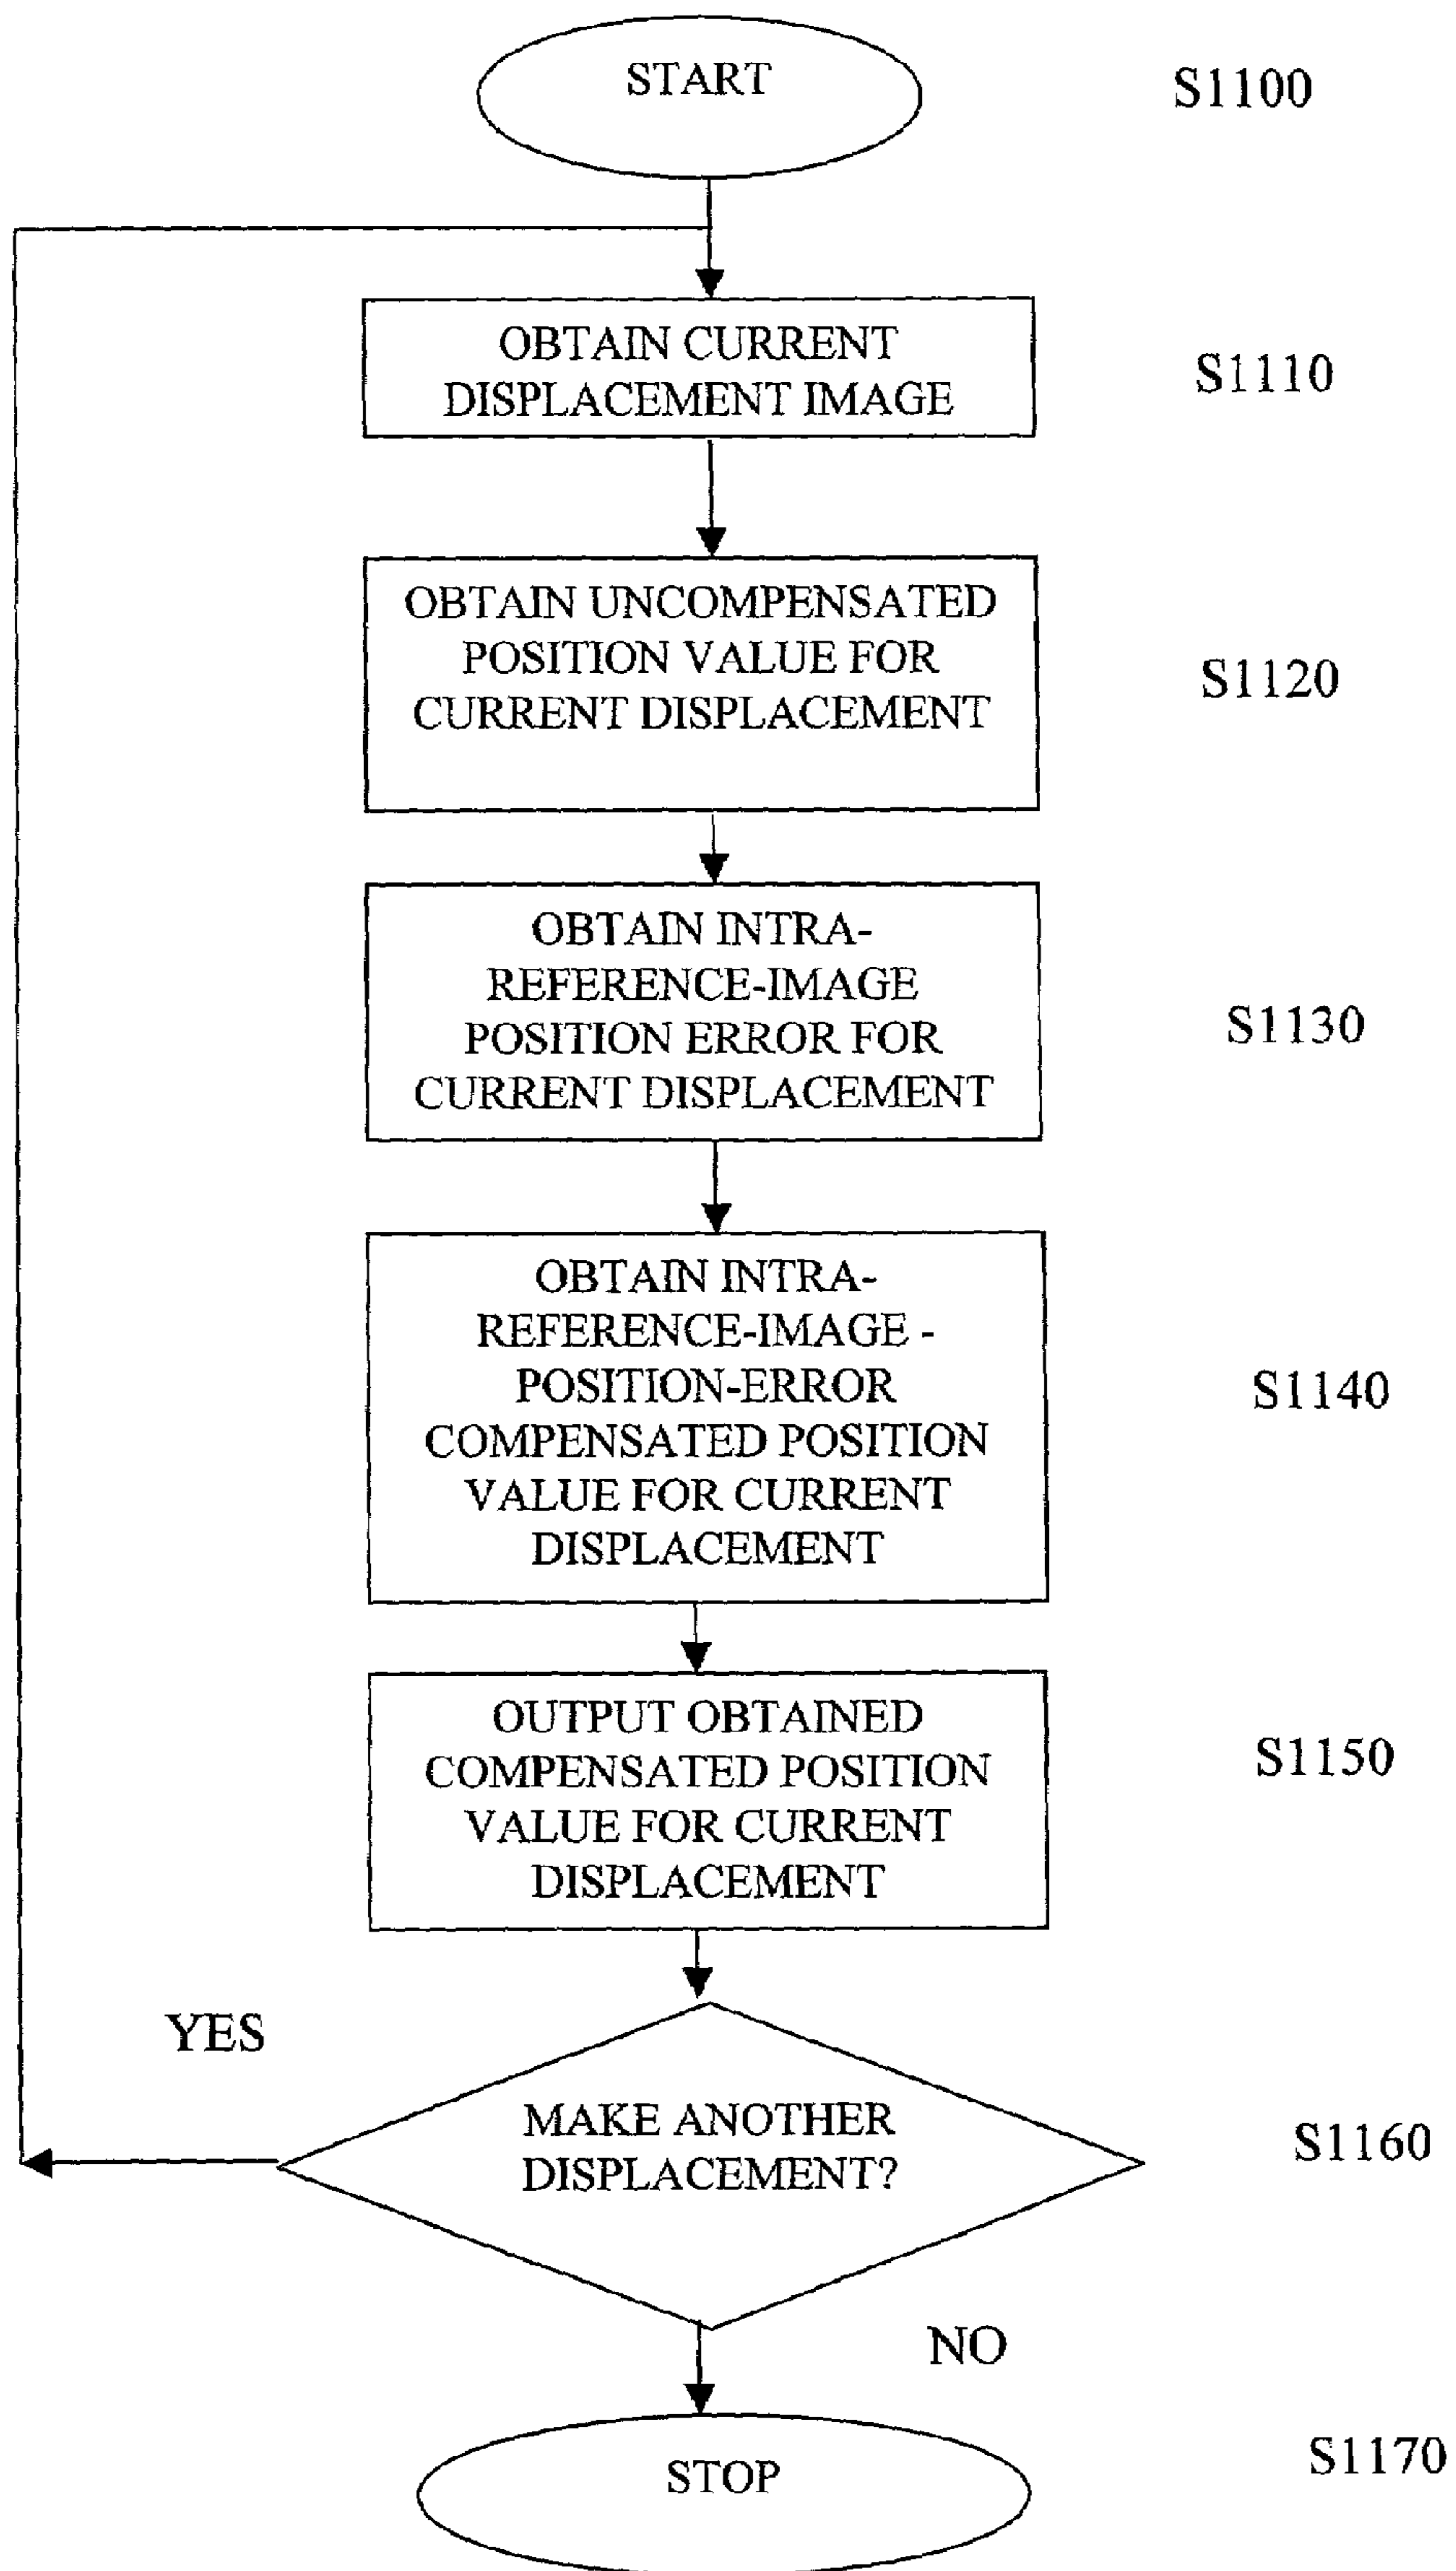 START
S1100
OBTAIN CURRENT
DISPLACEMENT IMAGE
S1110
OBTAIN UNCOMPENSATED
POSITION VALUE FOR
CURRENT DISPLACEMENT
S1120
OBTAIN INTRA-
REFERENCE-IMAGE
POSITION ERROR FOR
CURRENT DISPLACEMENT
S1130
OBTAIN INTRA-
REFERENCE-IMAGE -
POSITION-ERROR
COMPENSATED POSITION
VALUE FOR CURRENT
DISPLACEMENT
S1140
OUTPUT OBTAINED
COMPENSATED POSITION
VALUE FOR CURRENT
DISPLACEMENT
S1150
YES
MAKE ANOTHER
DISPLACEMENT?
S1160
NO
STOP
S1170